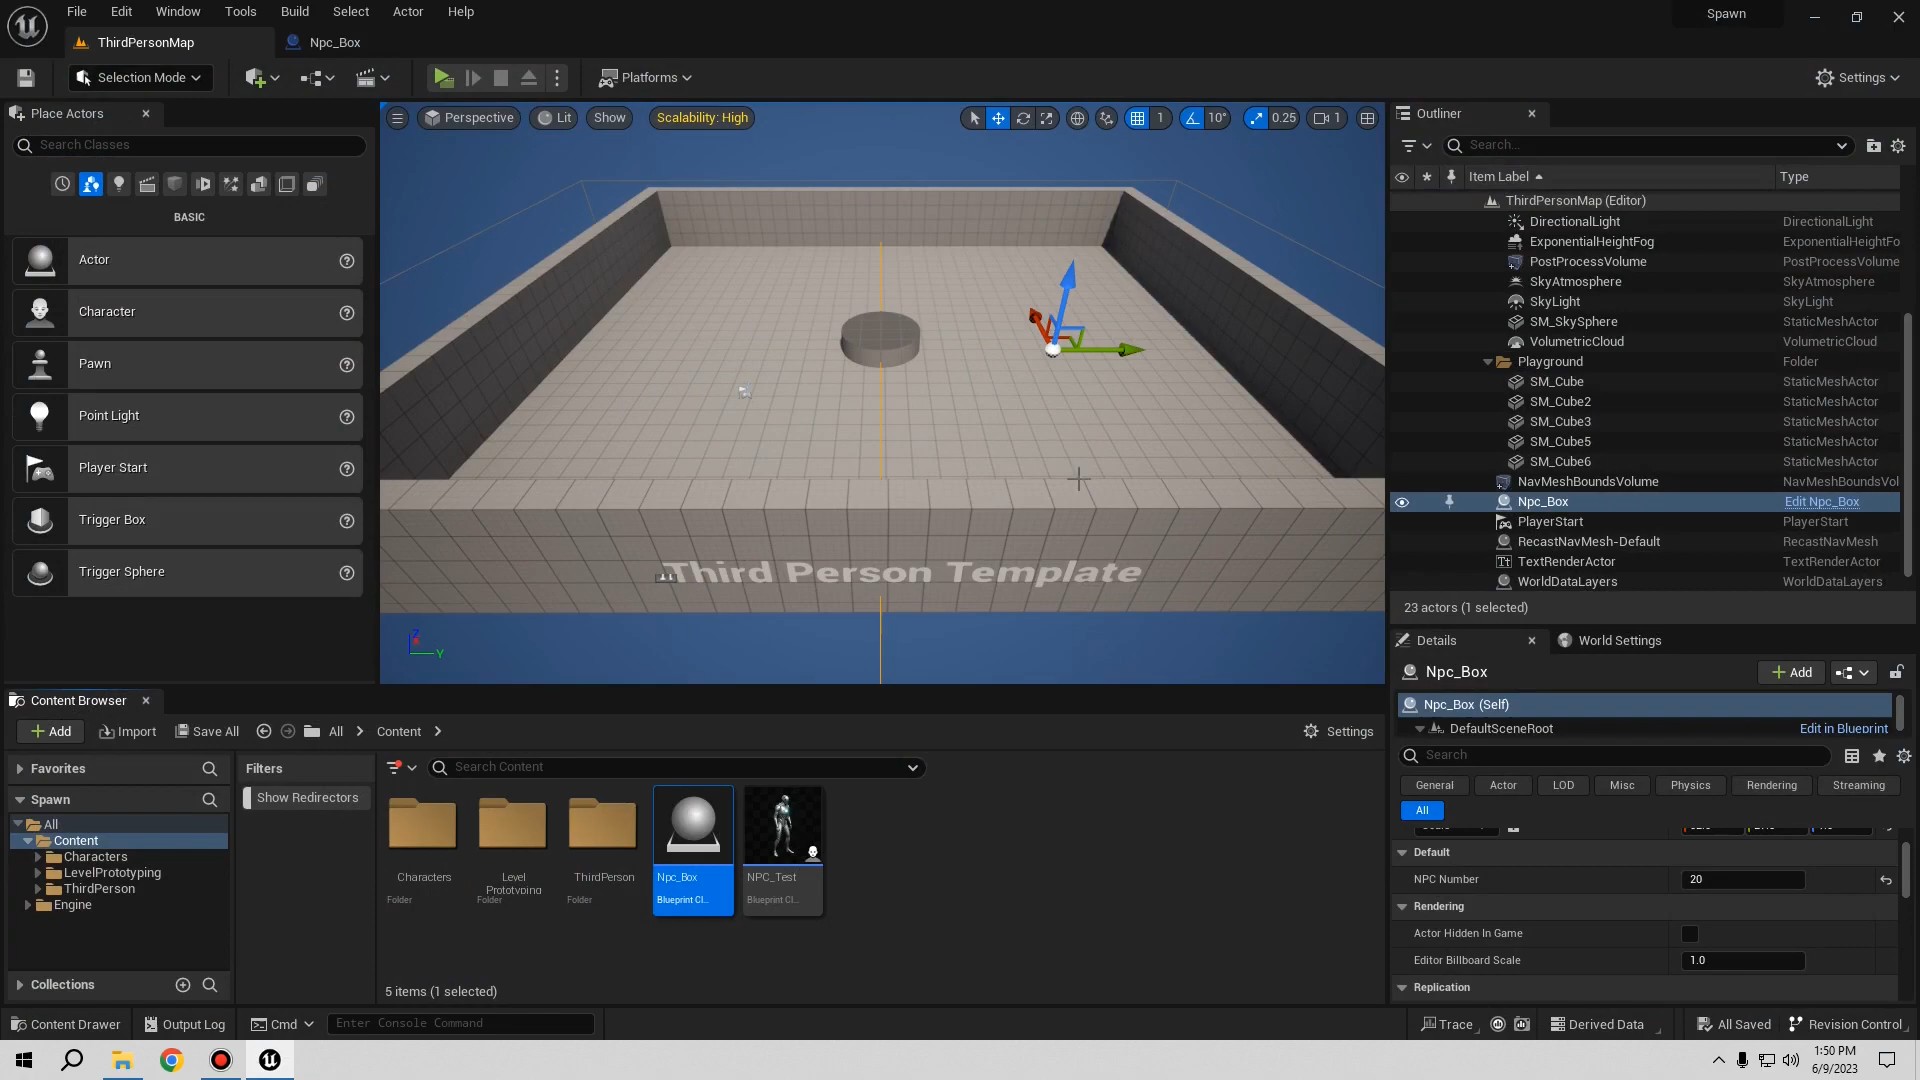 File Edit Window Tools Build Select Actor Help
Spawn
ThirdPersonMap
Npc_Box
Selection Mode
Platforms
Settings
Place Actors
Search Classes
BASIC
Actor
Character
Pawn
Point Light
Player Start
Trigger Box
Trigger Sphere
Perspective
Lit
Show
Scalability: High
1
10°
0.25
1
Third Person Template
Z
Y
Outliner
Search...
Item Label
Type
ThirdPersonMap (Editor)
DirectionalLight DirectionalLight
ExponentialHeightFog ExponentialHeightFo
PostProcessVolume PostProcessVolume
SkyAtmosphere SkyAtmosphere
SkyLight SkyLight
SM_SkySphere StaticMeshActor
VolumetricCloud VolumetricCloud
Playground Folder
SM_Cube StaticMeshActor
SM_Cube2 StaticMeshActor
SM_Cube3 StaticMeshActor
SM_Cube5 StaticMeshActor
SM_Cube6 StaticMeshActor
NavMeshBoundsVolume NavMeshBoundsVol
Npc_Box Edit Npc_Box
PlayerStart PlayerStart
RecastNavMesh-Default RecastNavMesh
TextRenderActor TextRenderActor
WorldDataLayers WorldDataLayers
23 actors (1 selected)
Details
World Settings
Npc_Box
Add
Npc_Box (Self)
DefaultSceneRoot
Edit in Blueprint
Search
General Actor LOD Misc Physics Rendering Streaming
All
Default
NPC Number 20
Rendering
Actor Hidden In Game
Editor Billboard Scale 1.0
Replication
Content Browser
Add
Import
Save All
All
Content
Settings
Favorites
Spawn
All
Content
Characters
LevelPrototyping
ThirdPerson
Engine
Collections
Filters
Show Redirectors
Search Content
Characters
Folder
Level
Prototyping
Folder
ThirdPerson
Folder
Npc_Box
Blueprint Cl...
NPC_Test
Blueprint Cl...
5 items (1 selected)
Content Drawer
Output Log
Cmd
Enter Console Command
Trace
Derived Data
All Saved
Revision Control
1:50 PM
6/9/2023